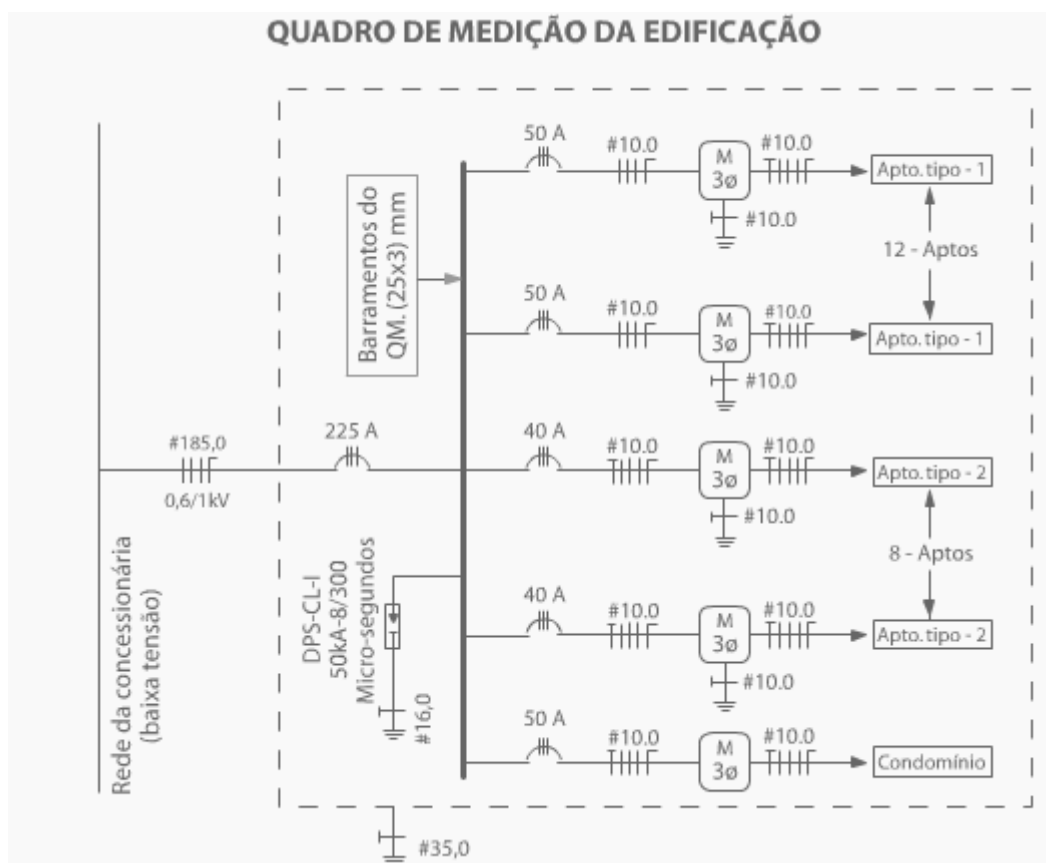 QUADRO DE MEDIÇÃO DA EDIFICAÇÃO
50 A
#10.0
M
3ø
#10.0
Apto. tipo - 1
#10.0
Barramentos do
QM. (25x3) mm
12 - Aptos
50 A
#10.0
M
3ø
#10.0
Apto. tipo - 1
#10.0
#185,0
0,6/1kV
225 A
40 A
#10.0
M
3ø
#10.0
Apto. tipo - 2
#10.0
8 - Aptos
Rede da concessionária
(baixa tensão)
DPS-CL-I
50kA-8/300
Micro-segundos
#16,0
40 A
#10.0
M
3ø
#10.0
Apto. tipo - 2
#10.0
50 A
#10.0
M
3ø
#10.0
Condomínio
#35,0